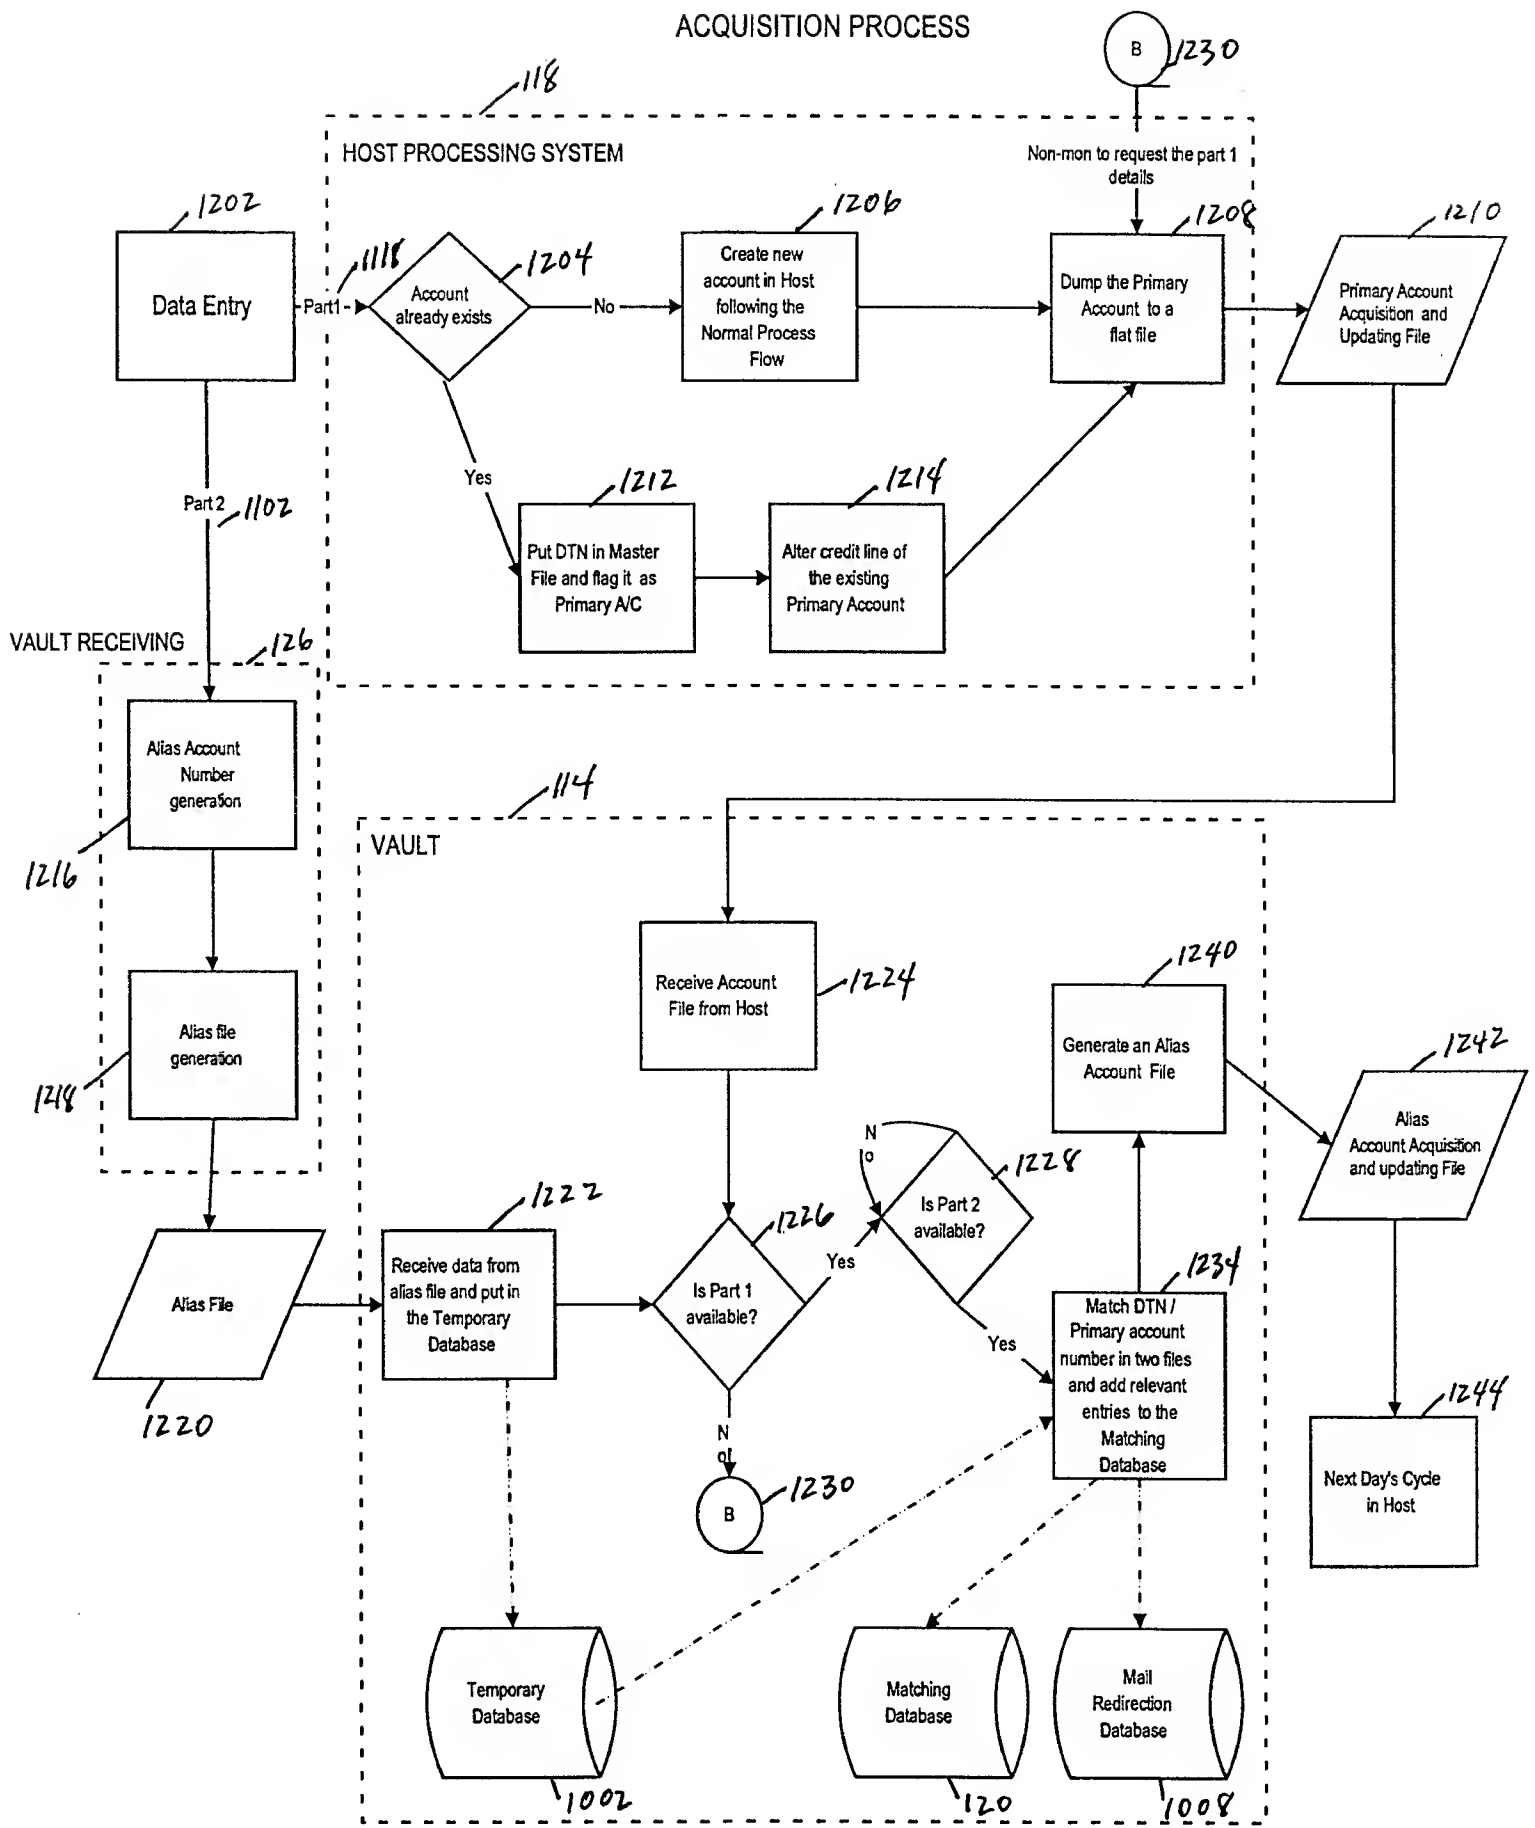 ACQUISITION PROCESS
B
1230
118
HOST PROCESSING SYSTEM
Non-mon to request the part 1
details
1202
Data Entry
Part1
1118
Account
already exists
1204
No
1206
Create new
account in Host
following the
Normal Process
Flow
1208
Dump the Primary
Account to a
flat file
1210
Primary Account
Acquisition and
Updating File
Yes
1212
Put DTN in Master
File and flag it as
Primary A/C
1214
Alter credit line of
the existing
Primary Account
Part 2
1102
VAULT RECEIVING
126
Alias Account
Number
generation
1216
Alias file
generation
1218
114
VAULT
Receive Account
File from Host
1224
1240
Generate an Alias
Account File
1242
Alias
Account Acquisition
and updating File
N
o
Is Part 2
available?
1228
Alias File
1220
1222
Receive data from
alias file and put in
the Temporary
Database
Is Part 1
available?
1226
Yes
Yes
1234
Match DTN /
Primary account
number in two files
and add relevant
entries to the
Matching
Database
N
o
B
1230
1244
Next Day's Cycle
in Host
Temporary
Database
1002
Matching
Database
120
Mail
Redirection
Database
1008